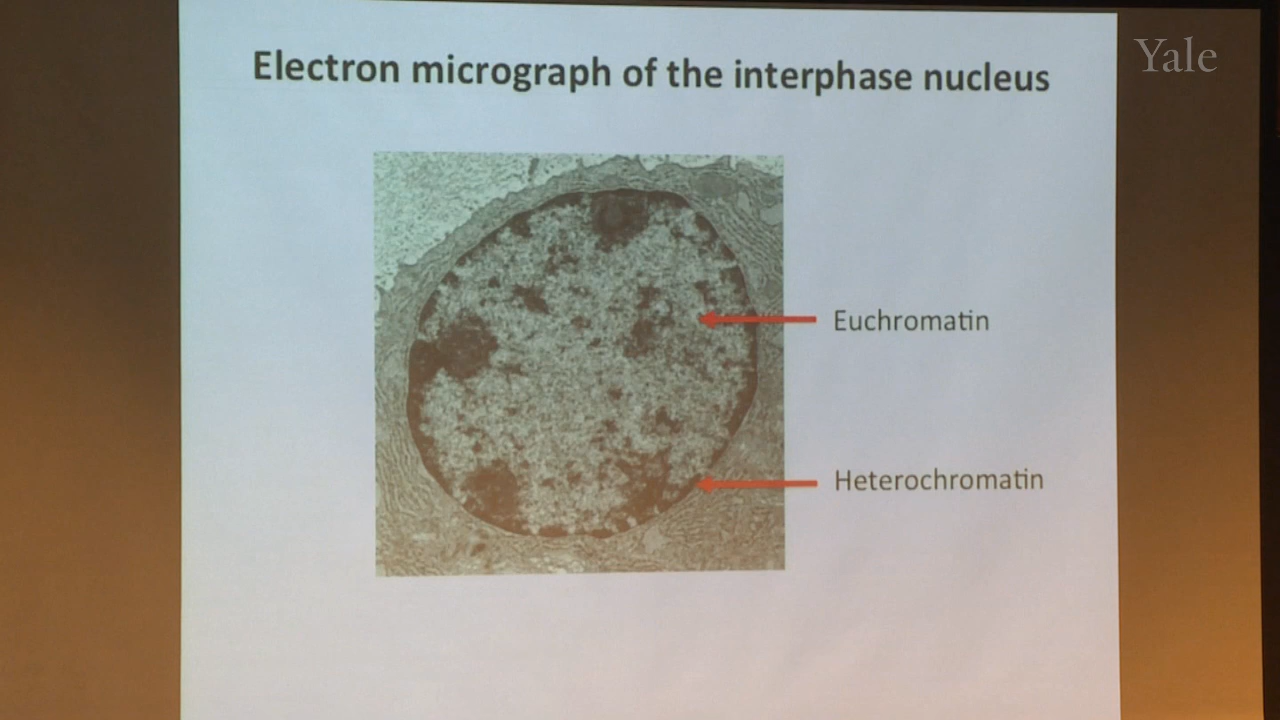 Yale
Electron micrograph of the interphase nucleus
Euchromatin
Heterochromatin